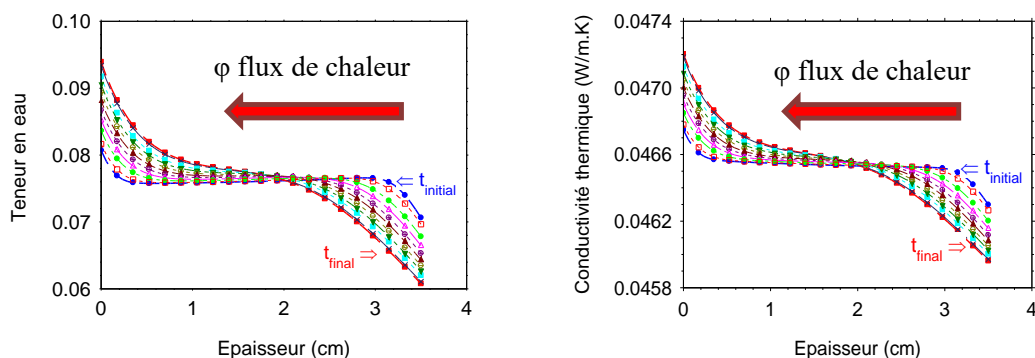 0.10
0.09
0.08
0.07
0.06
Teneur en eau
φ flux de chaleur
⇐ t initial
t final ⇒
0 1 2 3 4
Epaisseur (cm)
0.0474
0.0470
0.0466
0.0462
0.0458
Conductivité thermique (W/m.K)
φ flux de chaleur
⇐ t initial
t final ⇒
0 1 2 3 4
Epaisseur (cm)